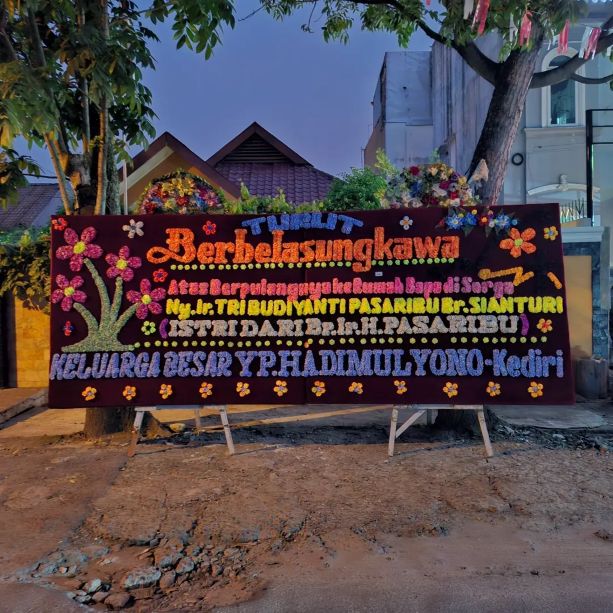 TURUT
Berbelasungkawa
Atas Berpulangnya ke Rumah Bapa di Sorga
Ny.Ir.TRI BUDIYANTI PASARIBU Br.SIANTURI
(ISTRI DARI Bp.Ir.H.PASARIBU)
KELUARGA BESAR YP.HADIMULYONO-Kediri